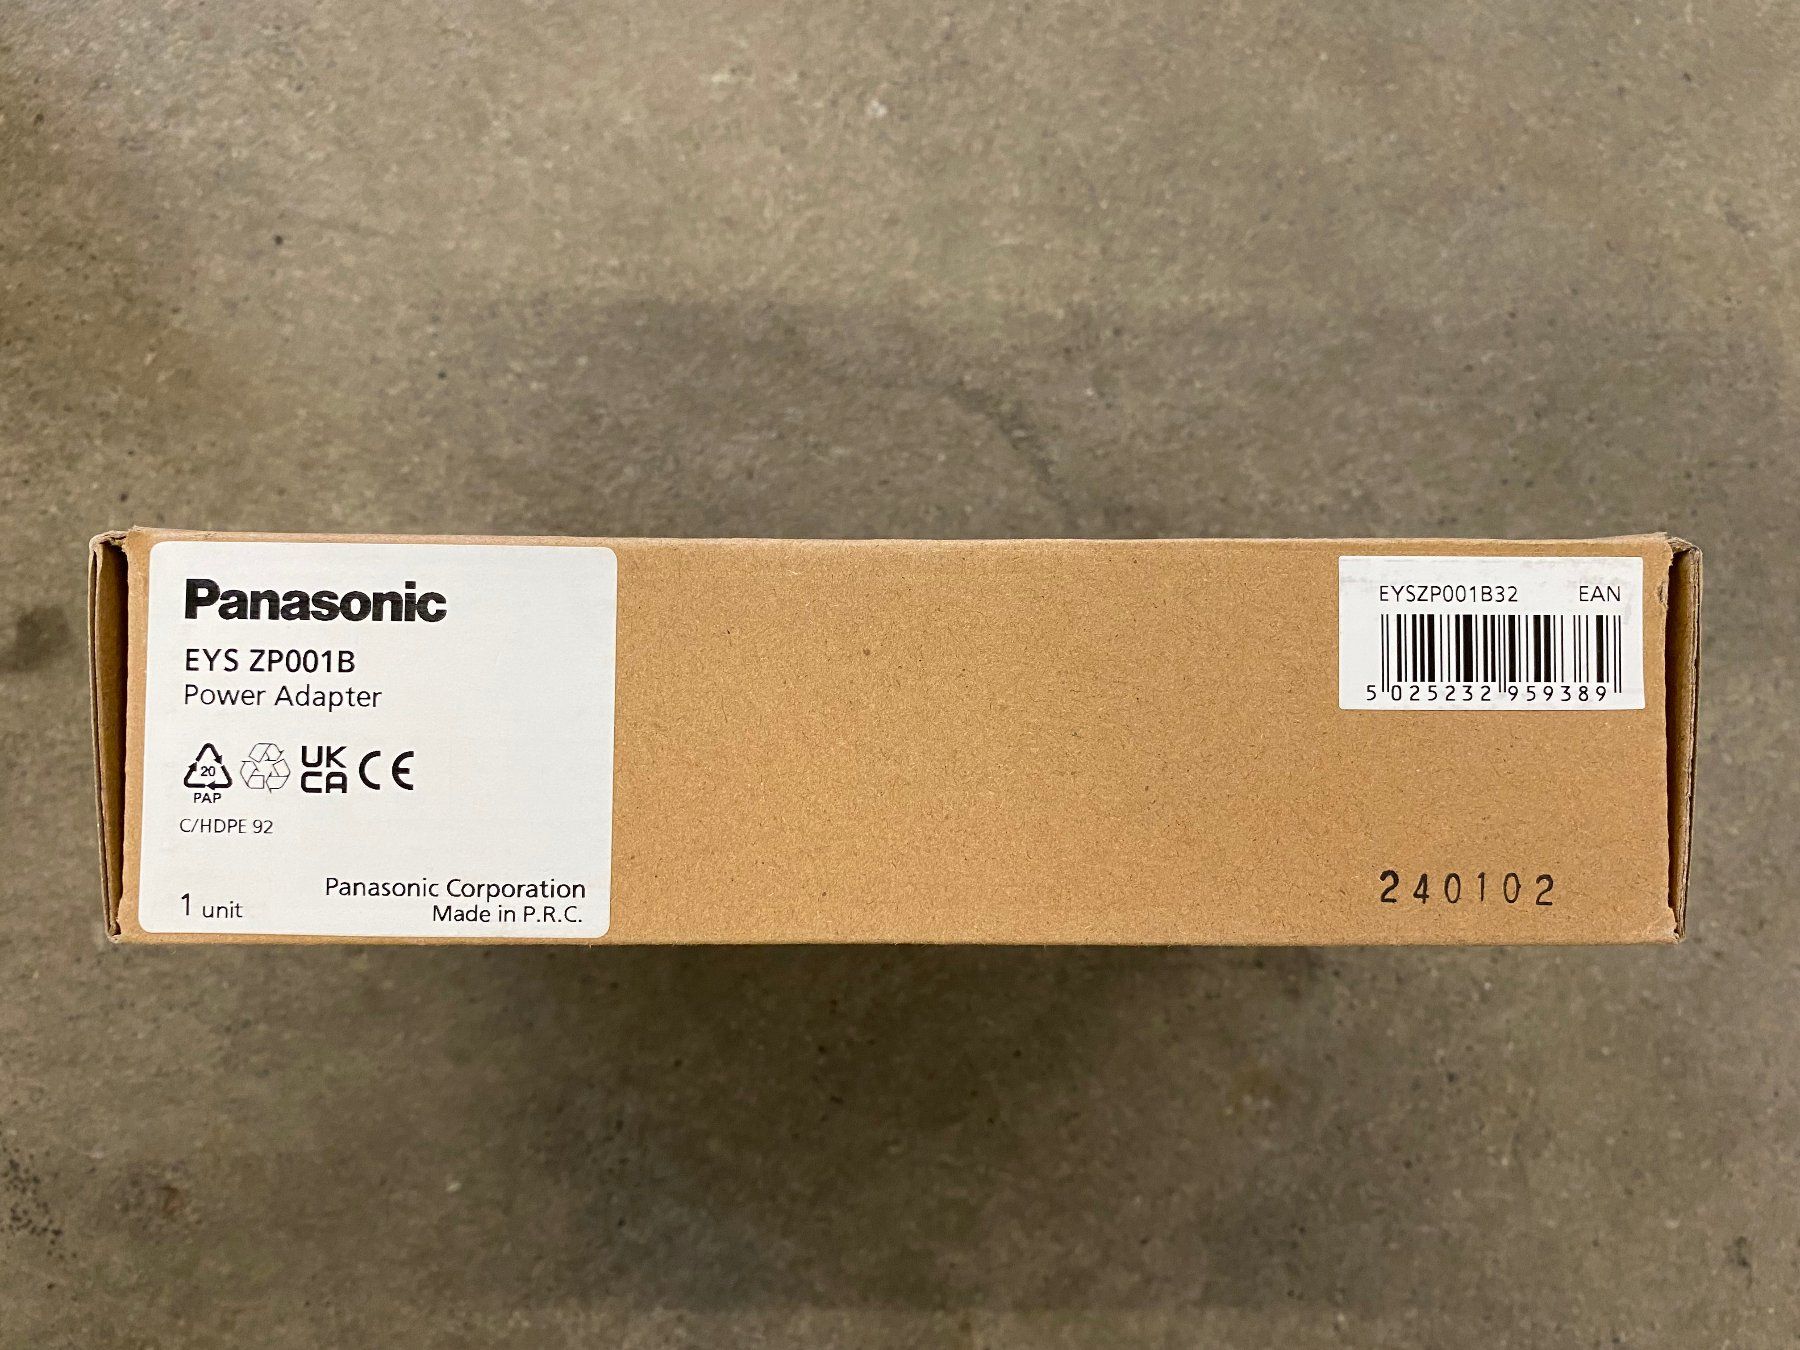 Panasonic
EYS ZP001B
Power Adapter
20
PAP
UK
CA
CE
C/HDPE 92
1 unit
Panasonic Corporation
Made in P.R.C.
EYSZP001B32 EAN
5 025232 959389
240102